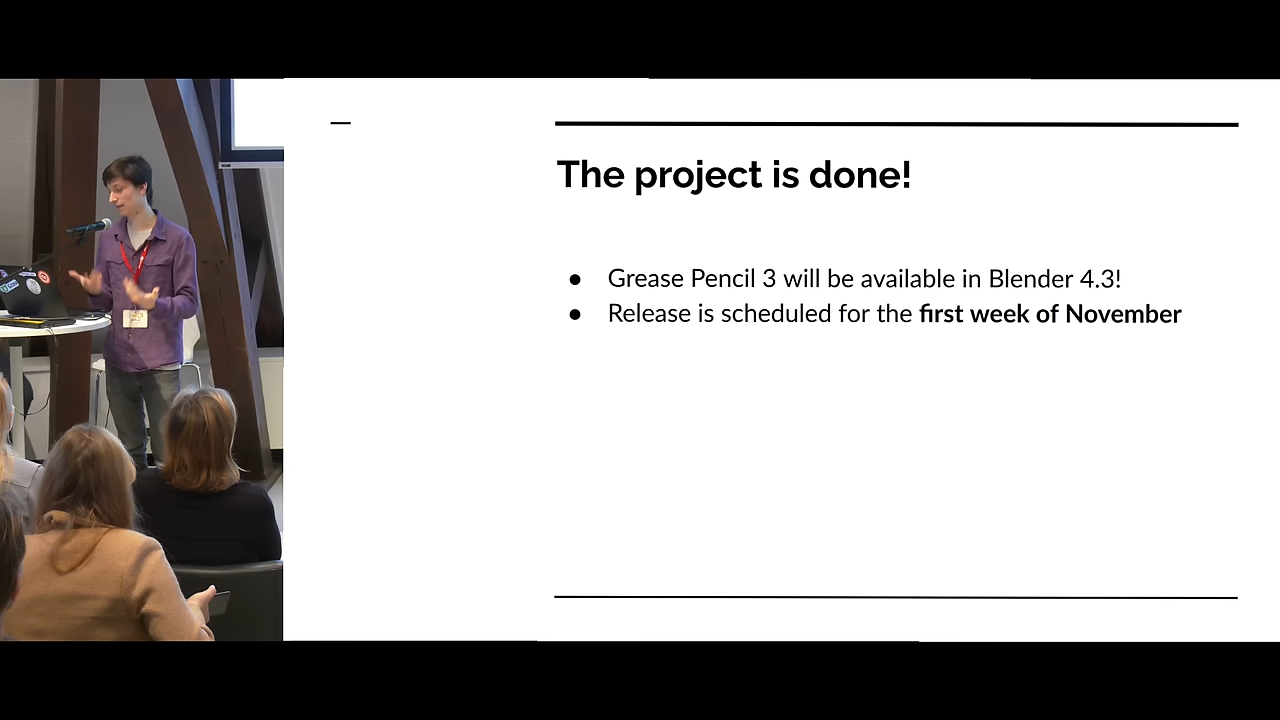 The project is done!
● Grease Pencil 3 will be available in Blender 4.3!
● Release is scheduled for the first week of November